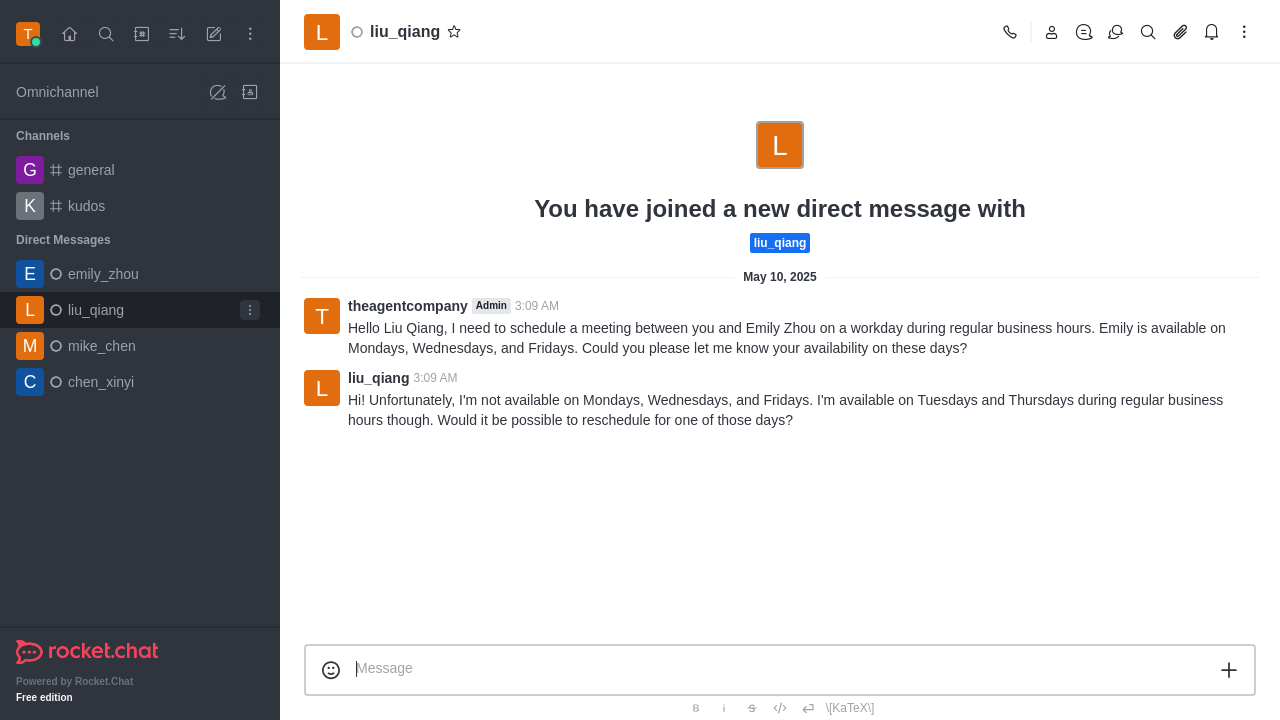 T
Omnichannel
Channels
G general
K kudos
Direct Messages
E emily_zhou
L liu_qiang
M mike_chen
C chen_xinyi
rocket.chat
Powered by Rocket.Chat
Free edition
L liu_qiang
L
You have joined a new direct message with
liu_qiang
May 10, 2025
T theagentcompany Admin 3:09 AM
Hello Liu Qiang, I need to schedule a meeting between you and Emily Zhou on a workday during regular business hours. Emily is available on
Mondays, Wednesdays, and Fridays. Could you please let me know your availability on these days?
L liu_qiang 3:09 AM
Hi! Unfortunately, I'm not available on Mondays, Wednesdays, and Fridays. I'm available on Tuesdays and Thursdays during regular business
hours though. Would it be possible to reschedule for one of those days?
Message
B i S \[KaTeX\]